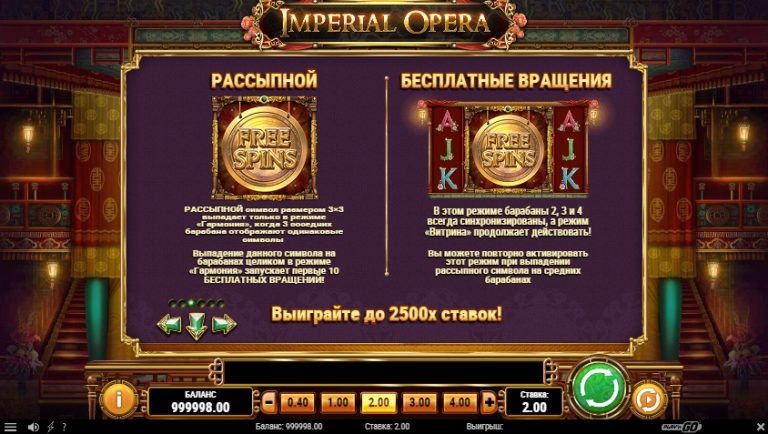 IMPERIAL OPERA
РАССЫПНОЙ
FREE
SPINS
РАССЫПНОЙ символ размером 3×3
выпадает только в режиме
«Гармония», когда 3 соседних
барабана отображают одинаковые
символы
Выпадение данного символа на
барабанах целиком в режиме
«Гармония» запускает первые 10
БЕСПЛАТНЫХ ВРАЩЕНИЙ!
БЕСПЛАТНЫЕ ВРАЩЕНИЯ
A
J
K
FREE
SPINS
A
J
K
В этом режиме барабаны 2, 3 и 4
всегда синхронизированы, а режим
«Витрина» продолжает действовать!
Вы можете повторно активировать
этот режим при выпадении
рассыпного символа на средних
барабанах
Выиграйте до 2500x ставок!
БАЛАНС
999998.00
– 0.40 1.00 2.00 3.00 4.00 +
Ставка:
2.00
? Баланс: 999998.00 Ставка: 2.00 Выигрыш: PLAY'N GO